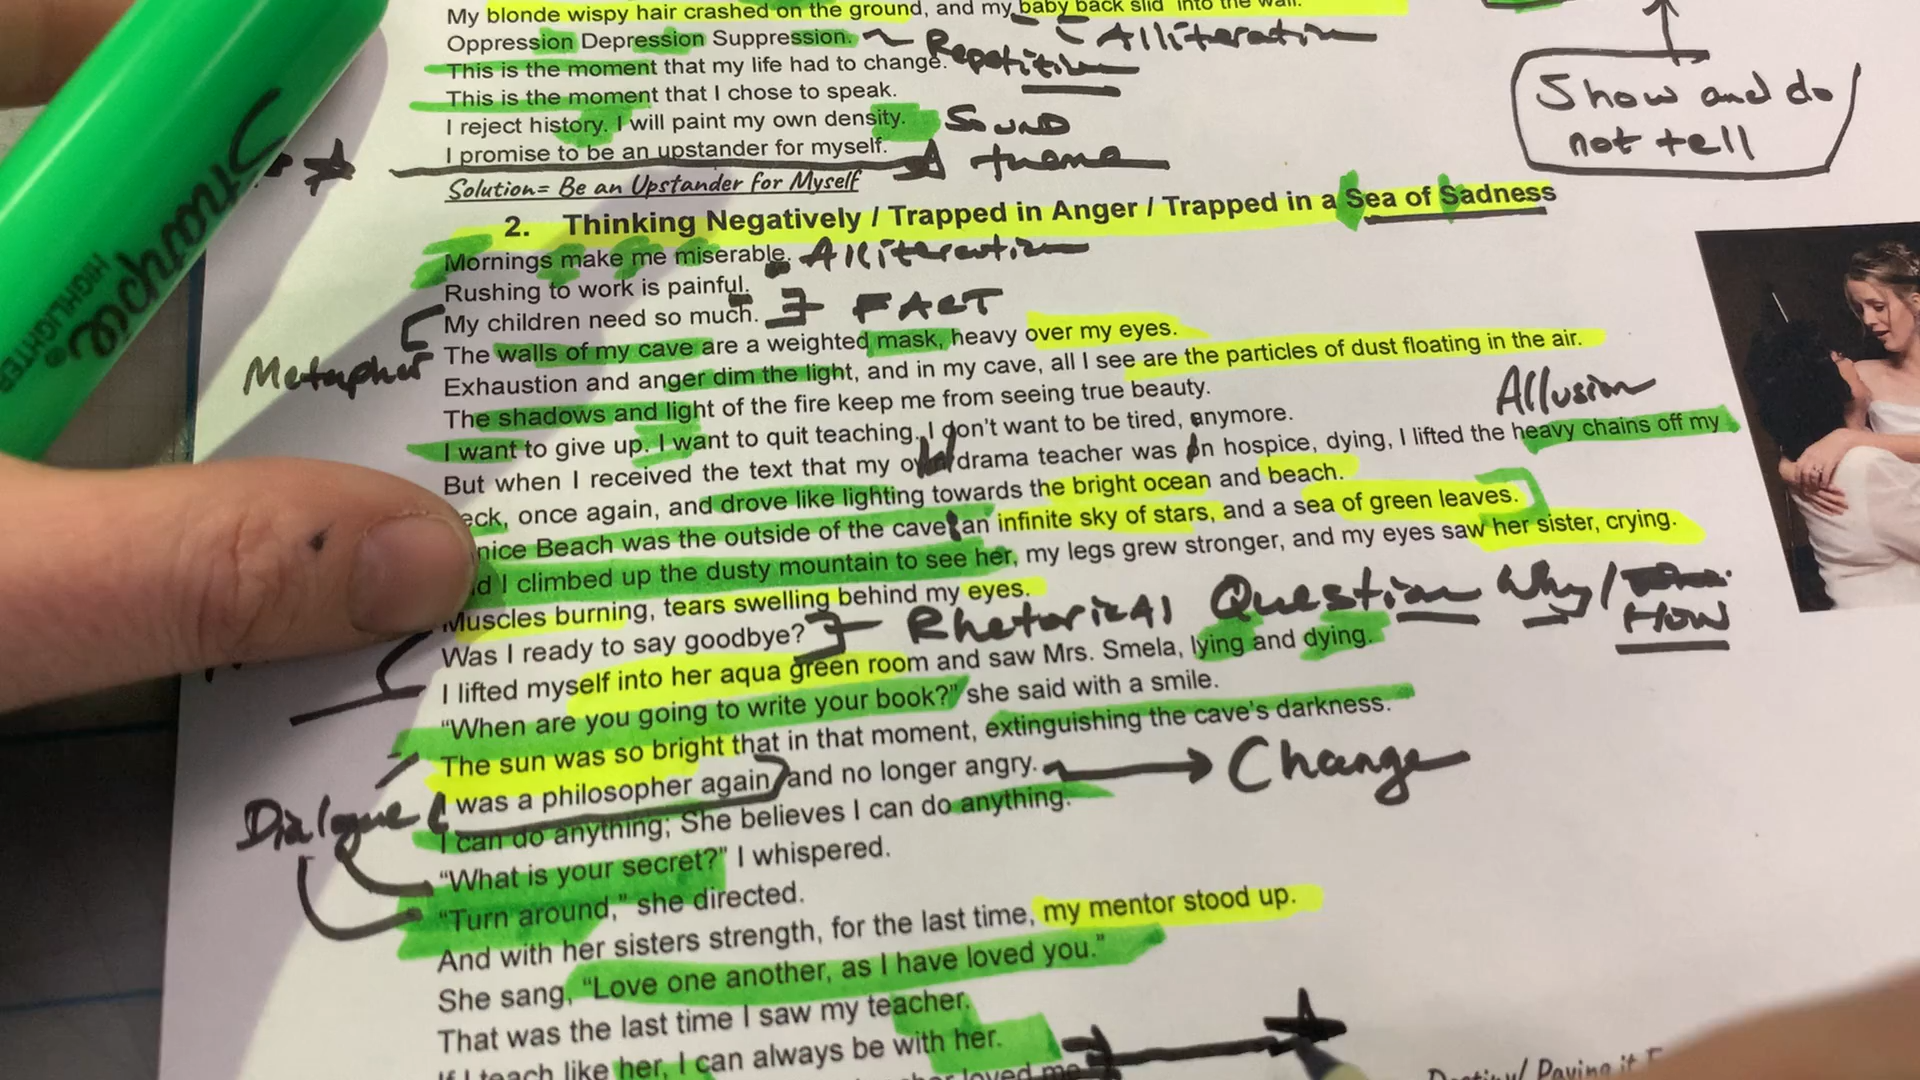 My blonde wispy hair crashed on the ground, and my baby back slid into the wall.
Oppression Depression Suppression. ~ Repetition Alliteration
This is the moment that my life had to change.
This is the moment that I chose to speak.
I reject history. I will paint my own density. SOUND
I promise to be an upstander for myself. theme
Solution= Be an Upstander for Myself
Show and do
not tell
2. Thinking Negatively / Trapped in Anger / Trapped in a Sea of Sadness
Mornings make me miserable. Alliteration
Rushing to work is painful.
My children need so much. FACT
The walls of my cave are a weighted mask, heavy over my eyes.
Metaphor
Exhaustion and anger dim the light, and in my cave, all I see are the particles of dust floating in the air.
The shadows and light of the fire keep me from seeing true beauty.
Allusion
I want to give up. I want to quit teaching. I don't want to be tired, anymore.
But when I received the text that my old drama teacher was in hospice, dying, I lifted the heavy chains off my
eck, once again, and drove like lighting towards the bright ocean and beach.
nice Beach was the outside of the cave an infinite sky of stars, and a sea of green leaves.
d I climbed up the dusty mountain to see her, my legs grew stronger, and my eyes saw her sister, crying.
Muscles burning, tears swelling behind my eyes.
Was I ready to say goodbye? Rhetorical Question Why/
HOW
I lifted myself into her aqua green room and saw Mrs. Smela, lying and dying.
"When are you going to write your book?" she said with a smile.
The sun was so bright that in that moment, extinguishing the cave's darkness.
I was a philosopher again, and no longer angry. Change
Dialogue
I can do anything; She believes I can do anything.
"What is your secret?" I whispered.
"Turn around," she directed.
And with her sisters strength, for the last time, my mentor stood up.
She sang, "Love one another, as I have loved you."
That was the last time I saw my teacher.
If I teach like her, I can always be with her.
loved me
Destiny/ Paying it
Sharpie®
HIGHLIGHTER